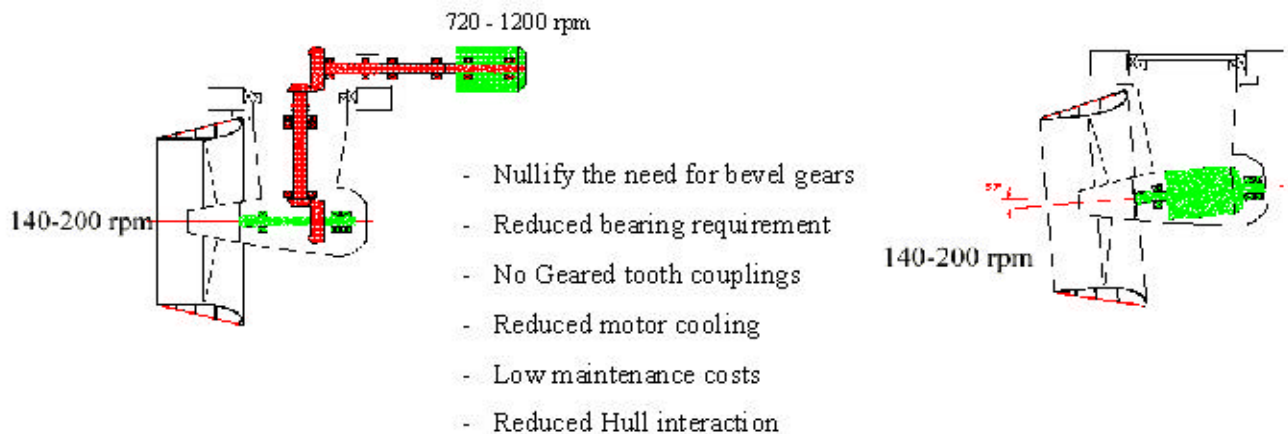 720 - 1200 rpm
140-200 rpm
- Nullify the need for bevel gears
- Reduced bearing requirement
- No Geared tooth couplings
- Reduced motor cooling
- Low maintenance costs
- Reduced Hull interaction
140-200 rpm